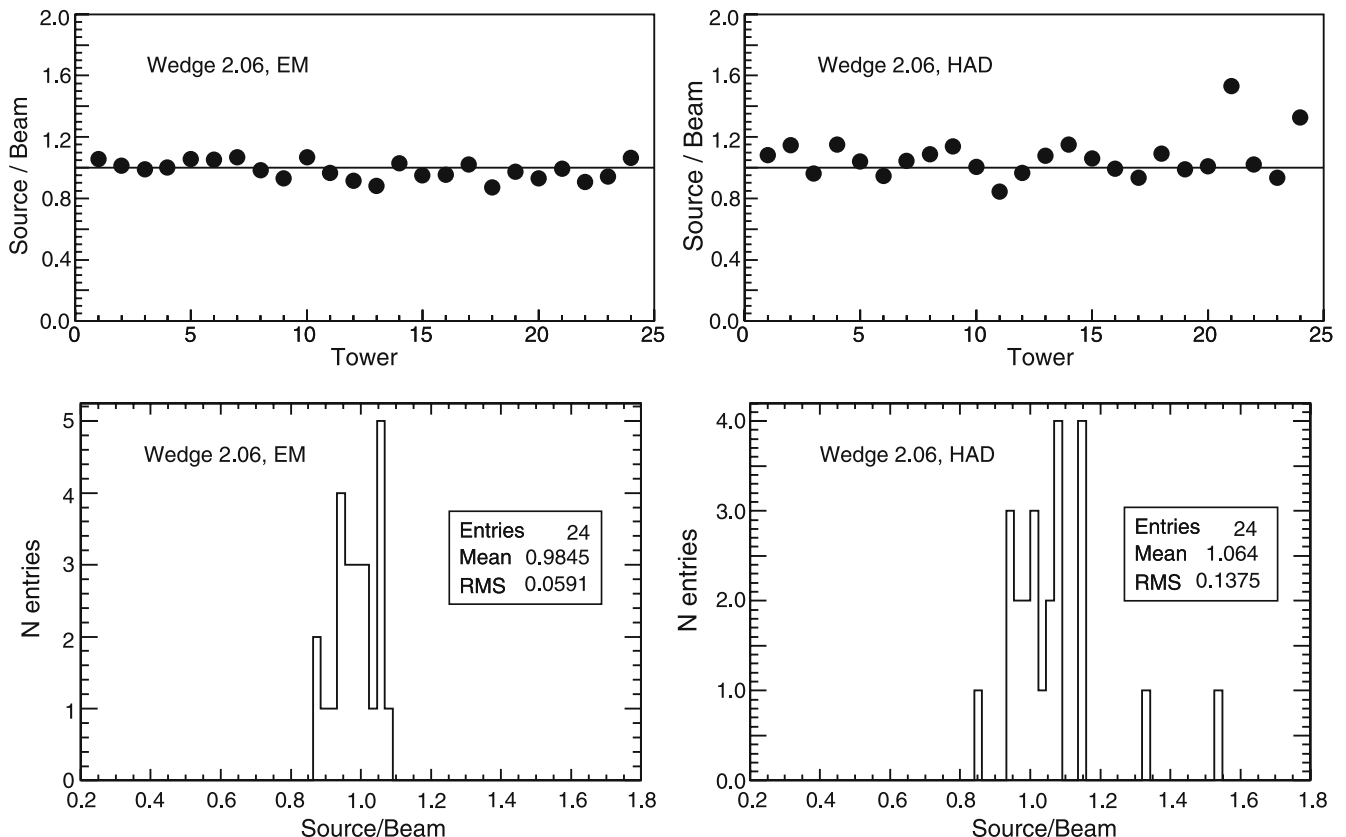 2.0
1.6
1.2
0.8
0.4
0.0
Source / Beam
Wedge 2.06, EM
0
5
10
15
20
25
Tower
2.0
1.6
1.2
0.8
0.4
0.0
Source / Beam
Wedge 2.06, HAD
0
5
10
15
20
25
Tower
5
4
3
2
1
0
N entries
Wedge 2.06, EM
Entries 24
Mean 0.9845
RMS 0.0591
0.2
0.4
0.6
0.8
1.0
1.2
1.4
1.6
1.8
Source/Beam
4.0
3.0
2.0
1.0
0.0
N entries
Wedge 2.06, HAD
Entries 24
Mean 1.064
RMS 0.1375
0.2
0.4
0.6
0.8
1.0
1.2
1.4
1.6
1.8
Source/Beam